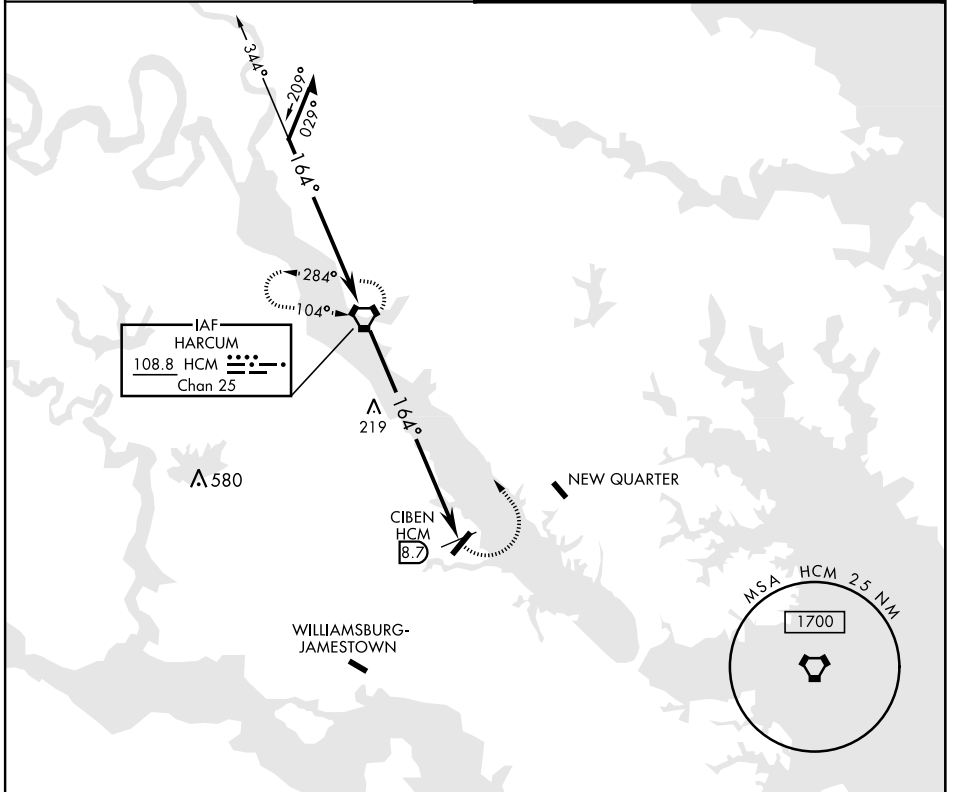 344°
209°
029°
164°
284°
104°
IAF
HARCUM
108.8 HCM
Chan 25
164°
219
580
NEW QUARTER
CIBEN
HCM
8.7
MSA HCM 25 NM
1700
WILLIAMSBURG-
JAMESTOWN